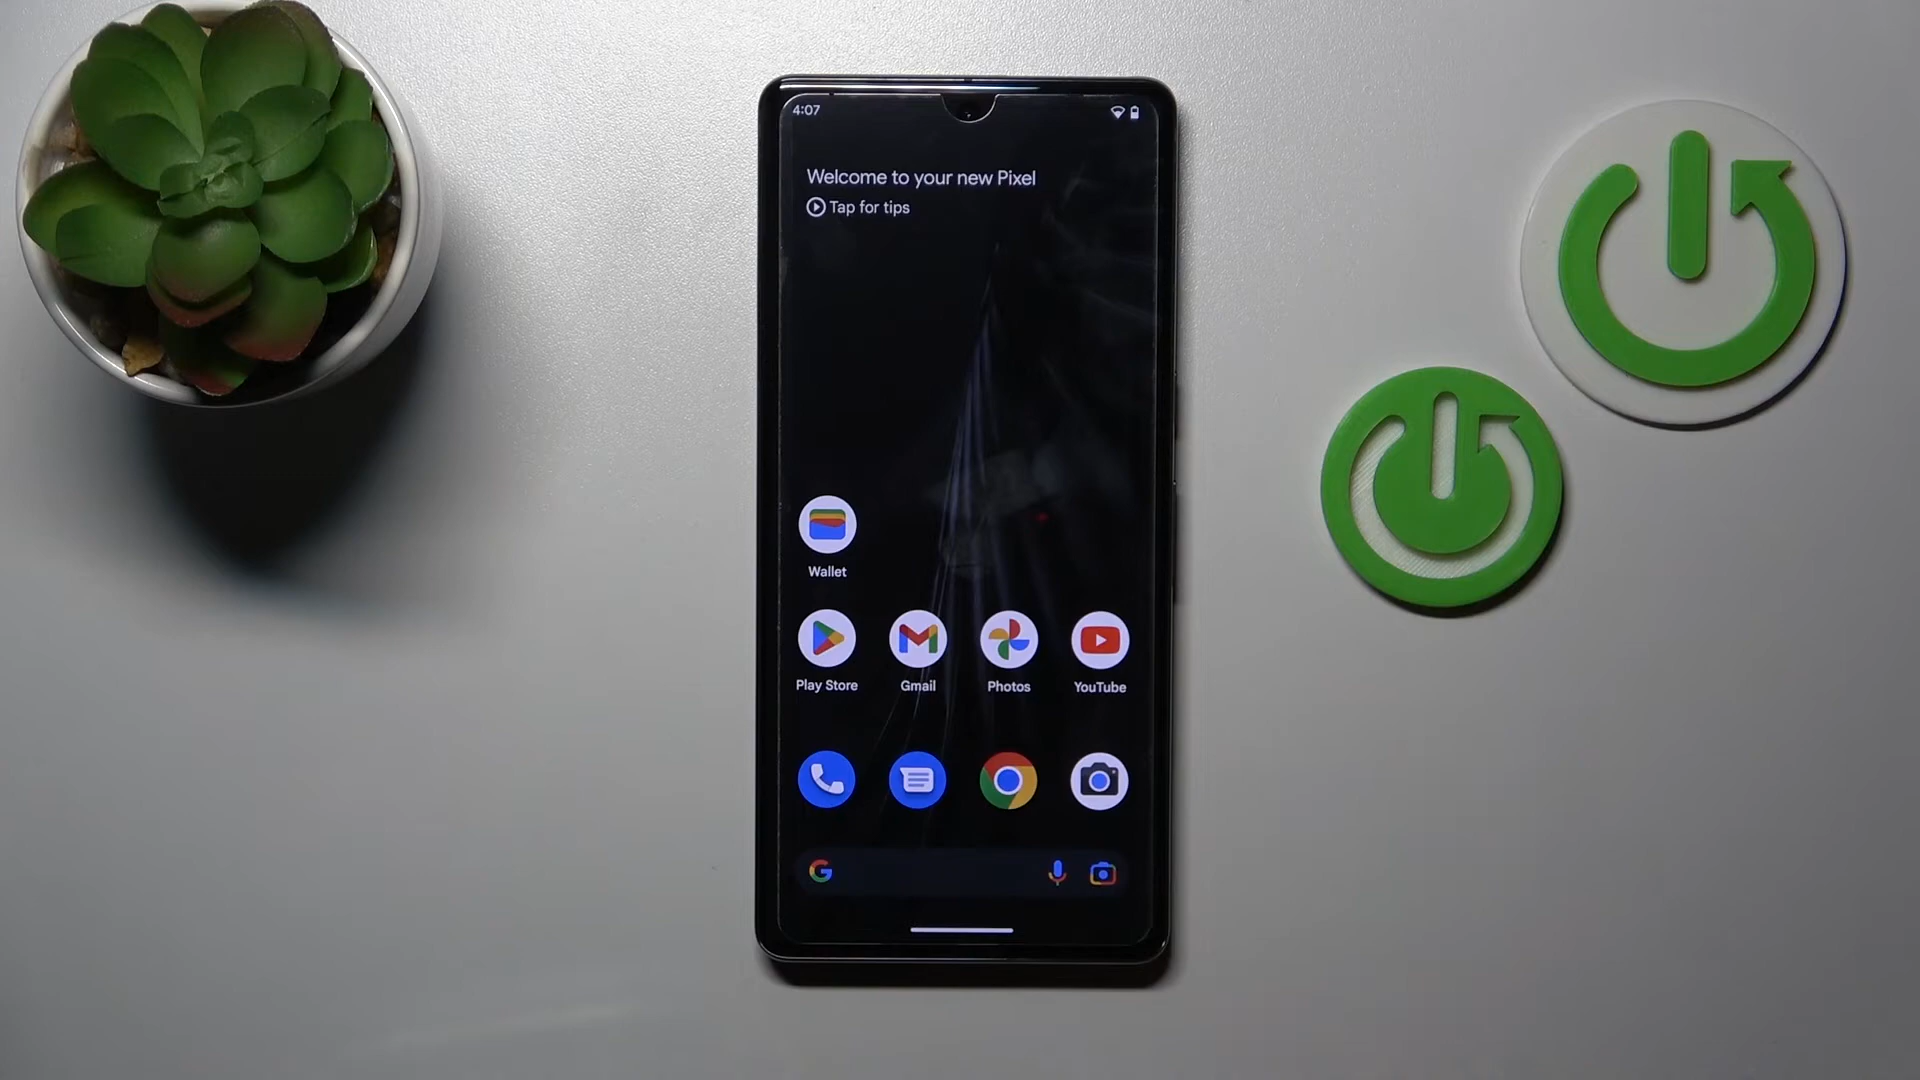 4:07
Welcome to your new Pixel
Tap for tips
Wallet
Play Store
Gmail
Photos
YouTube
G